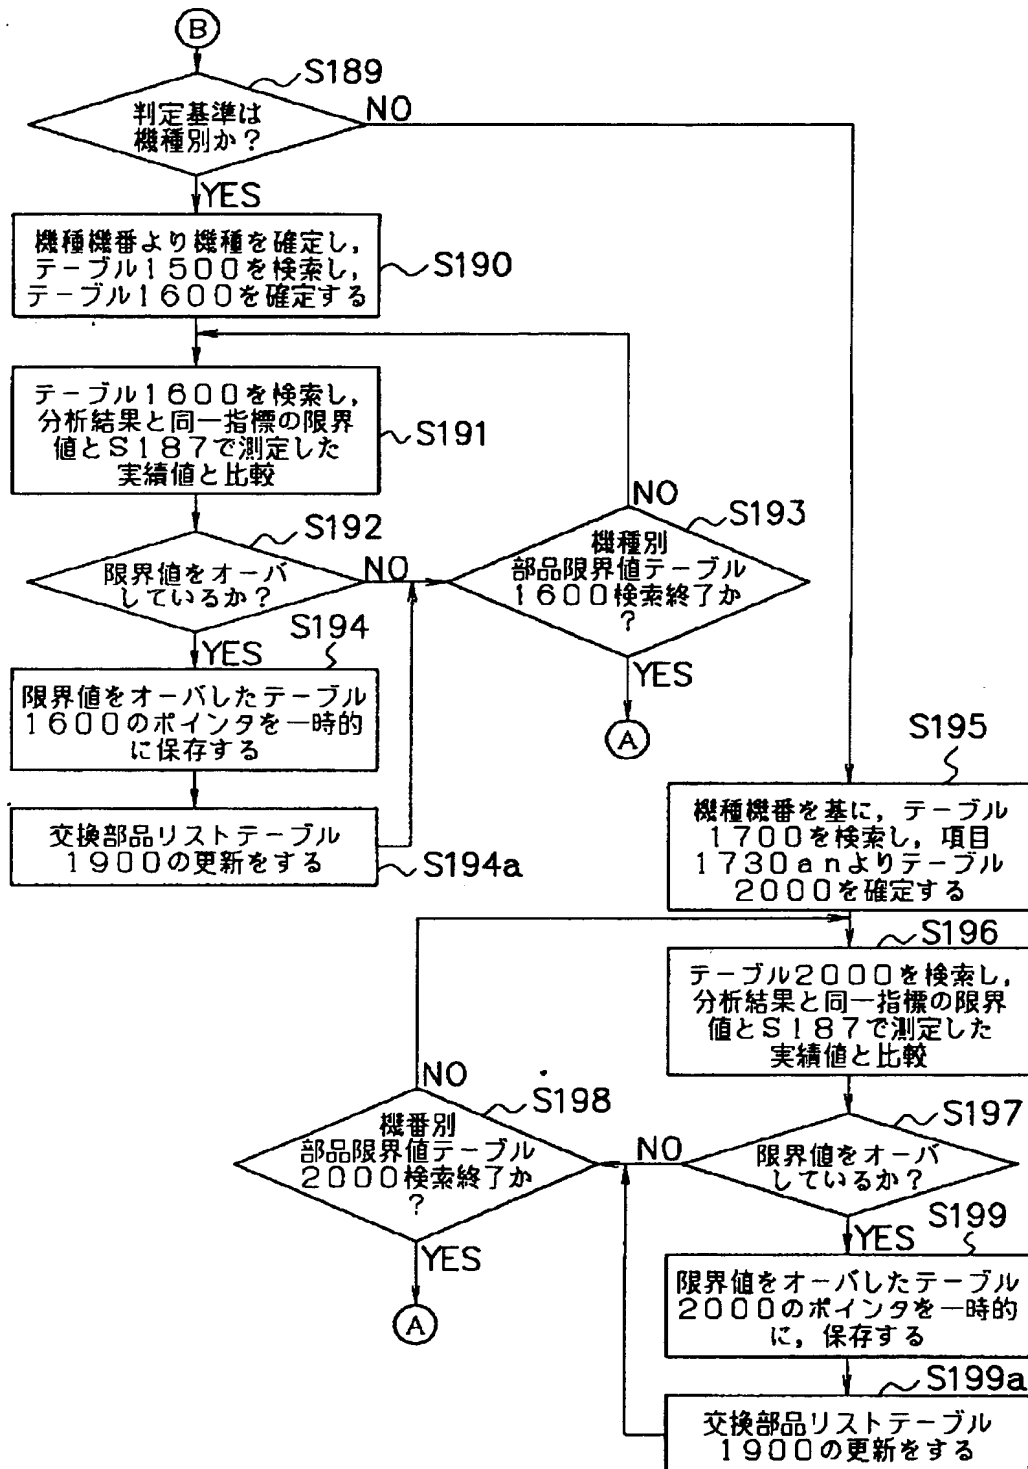 B
S189
判定基準は
機種別か？
NO
YES
機種機番より機種を確定し，
テーブル１５００を検索し，
テーブル１６００を確定する
S190
テーブル１６００を検索し，
分析結果と同一指標の限界
値とＳ１８７で測定した
実績値と比較
S191
S192
限界値をオーバ
しているか？
NO
YES
NO
S193
機種別
部品限界値テーブル
１６００検索終了か
？
YES
A
S194
限界値をオーバしたテーブル
１６００のポインタを一時的
に保存する
交換部品リストテーブル
１９００の更新をする
S194a
S195
機種機番を基に，テーブル
１７００を検索し，項目
１７３０ａｎよりテーブル
２０００を確定する
S196
テーブル２０００を検索し，
分析結果と同一指標の限界
値とＳ１８７で測定した
実績値と比較
S197
限界値をオーバ
しているか？
NO
YES
NO
S198
機番別
部品限界値テーブル
２０００検索終了か
？
YES
A
S199
限界値をオーバしたテーブル
２０００のポインタを一時的
に，保存する
S199a
交換部品リストテーブル
１９００の更新をする